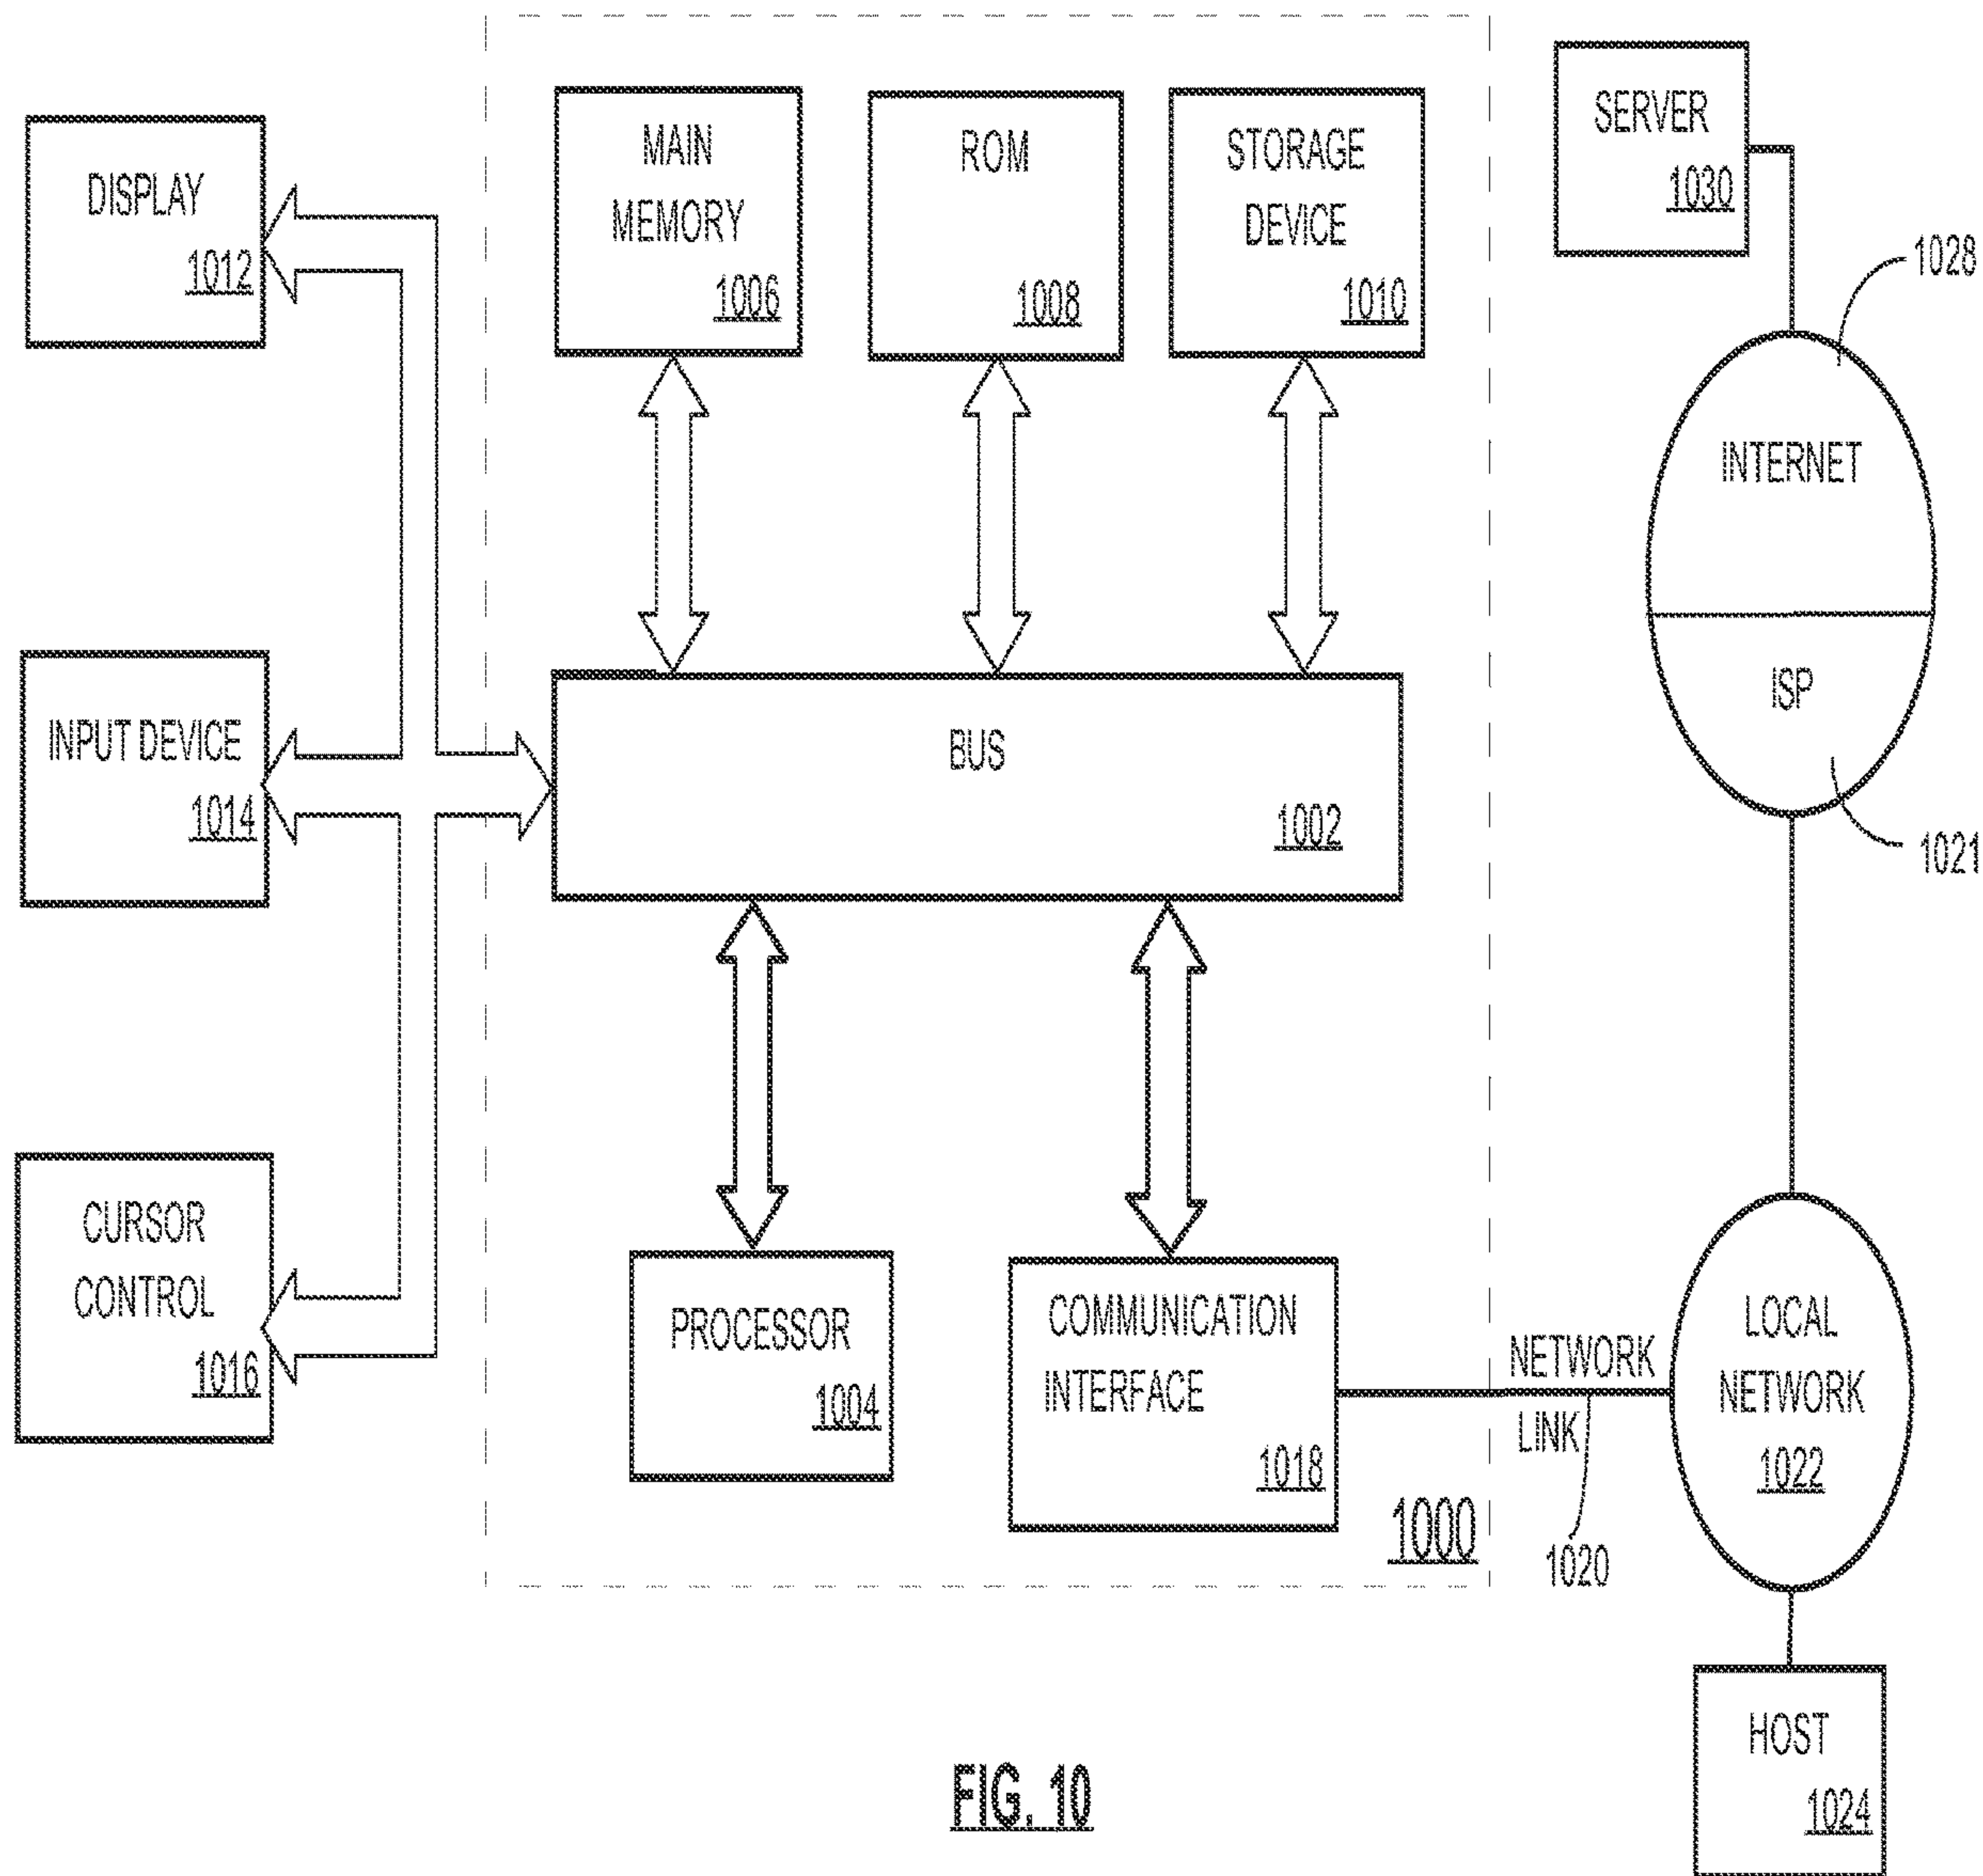 DISPLAY
1012
INPUT DEVICE
1014
CURSOR
CONTROL
1016
MAIN
MEMORY
1006
ROM
1008
STORAGE
DEVICE
1010
BUS
1002
PROCESSOR
1004
COMMUNICATION
INTERFACE
1018
1000
SERVER
1030
1028
INTERNET
ISP
1021
NETWORK
LINK
1020
LOCAL
NETWORK
1022
HOST
1024
FIG. 10